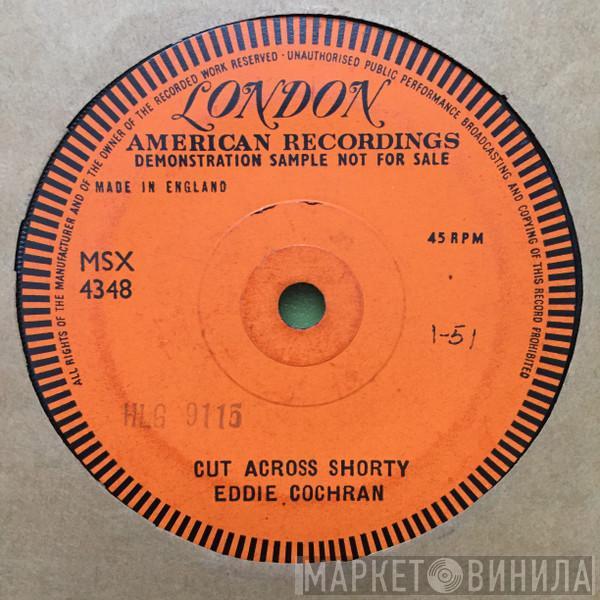 ALL RIGHTS OF THE MANUFACTURER AND OF THE OWNER OF THE RECORDED WORK RESERVED - UNAUTHORISED PUBLIC PERFORMANCE BROADCASTING AND COPYING OF THIS RECORD PROHIBITED
LONDON
AMERICAN RECORDINGS
DEMONSTRATION SAMPLE NOT FOR SALE
MADE IN ENGLAND
45 RPM
MSX
4348
1-51
HLG 9115
CUT ACROSS SHORTY
EDDIE COCHRAN
МАРКЕТ ВИНИЛА